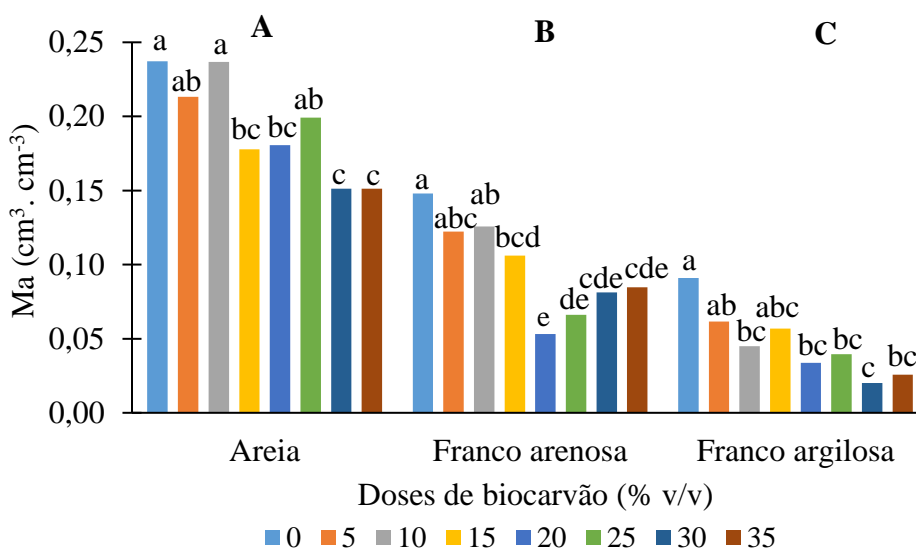 A B C
0,25
0,20
0,15
0,10
0,05
0,00
Ma (cm³. cm⁻³)
a ab a bc bc ab c c
a abc ab bcd e de cde cde
a ab bc abc bc bc c bc
Areia Franco arenosa Franco argilosa
Doses de biocarvão (% v/v)
0 5 10 15 20 25 30 35